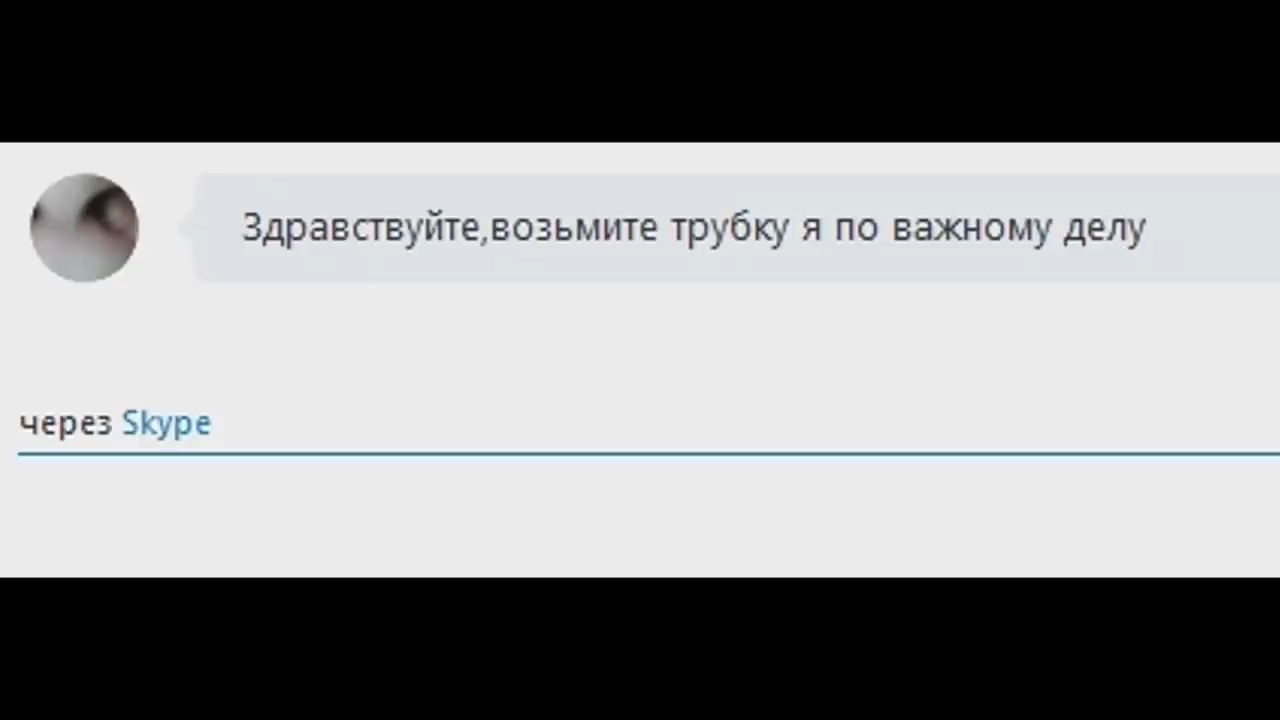 Здравствуйте,возьмите трубку я по важному делу
через Skype